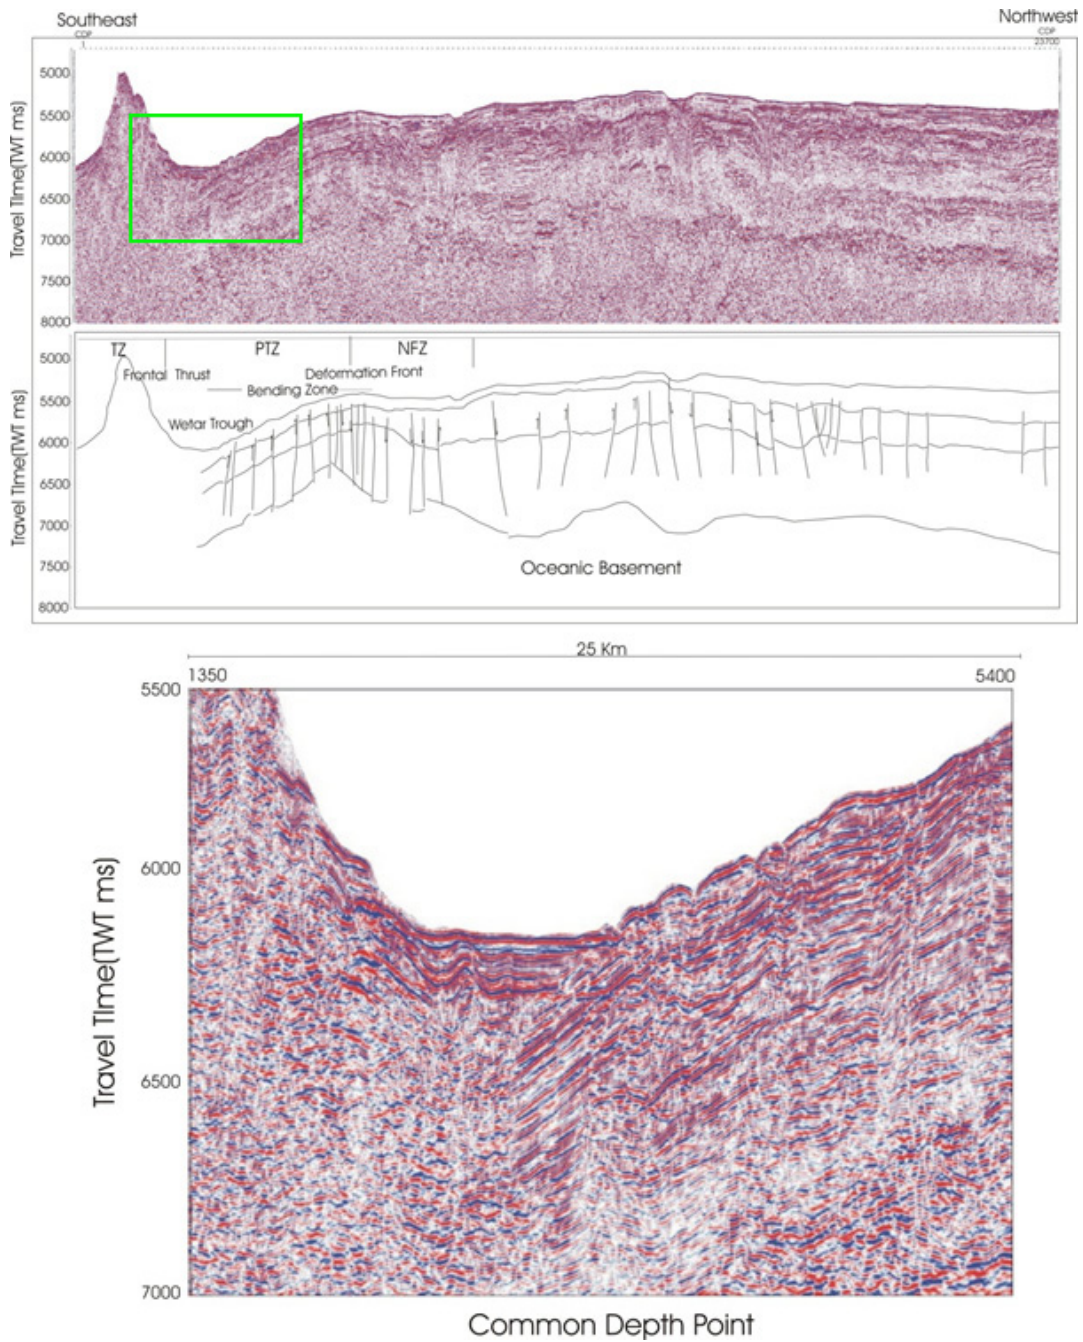 Southeast
CDP
1
Northwest
CDP
23700
5000
5500
6000
6500
7000
7500
8000
Travel Time(TWT ms)
TZ
PTZ
NFZ
Frontal Thrust
Deformation Front
Bending Zone
Wetar Trough
5000
5500
6000
6500
7000
7500
8000
Travel Time(TWT ms)
Oceanic Basement
25 Km
1350
5400
5500
6000
6500
7000
Travel TIme(TWT ms)
Common Depth Point